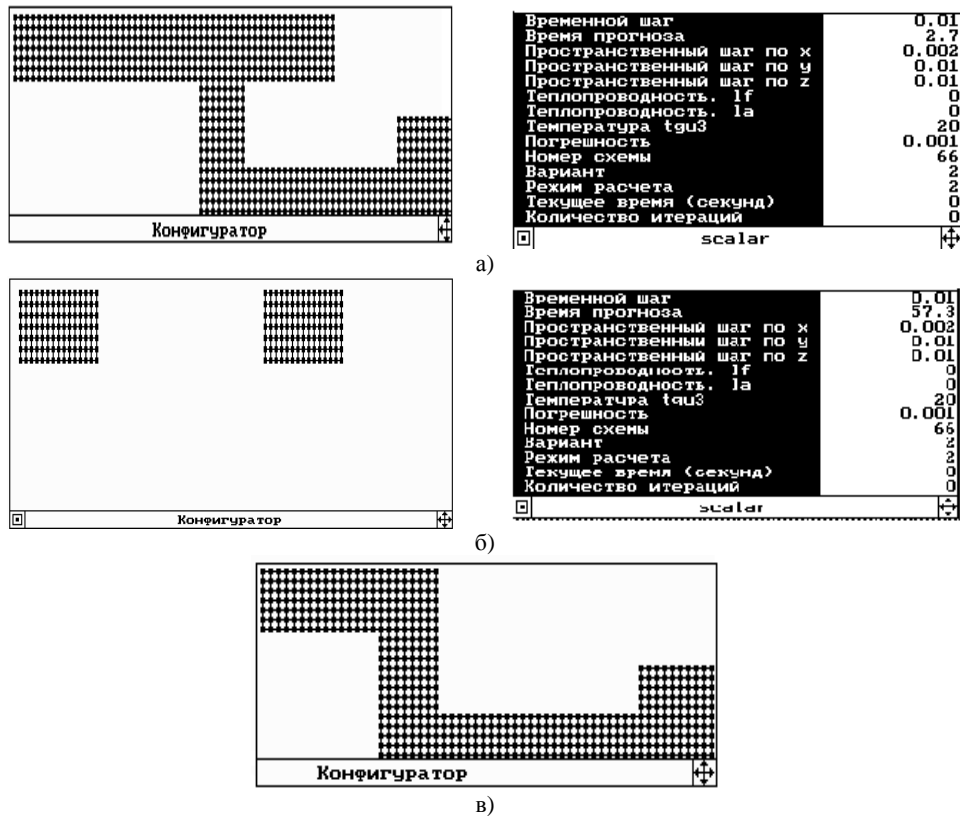 Временной шаг 0.01
Время прогноза 2.7
Пространственный шаг по x 0.002
Пространственный шаг по y 0.01
Пространственный шаг по z 0.01
Теплопроводность. lf 0
Теплопроводность. la 0
Температура tgu3 20
Погрешность 0.001
Номер схемы 66
Вариант 2
Режим расчета 2
Текущее время (секунд) 0
Количество итераций 0
Конфигуратор
scalar
а)
Временной шаг 0.01
Время прогноза 57.3
Пространственный шаг по x 0.002
Пространственный шаг по y 0.01
Пространственный шаг по z 0.01
Теплопроводность. lf 0
Теплопроводность. la 0
Температура tgu3 20
Погрешность 0.001
Номер схемы 66
Вариант 2
Режим расчета 2
Текущее время (секунд) 0
Количество итераций 0
Конфигуратор
scalar
б)
Конфигуратор
в)